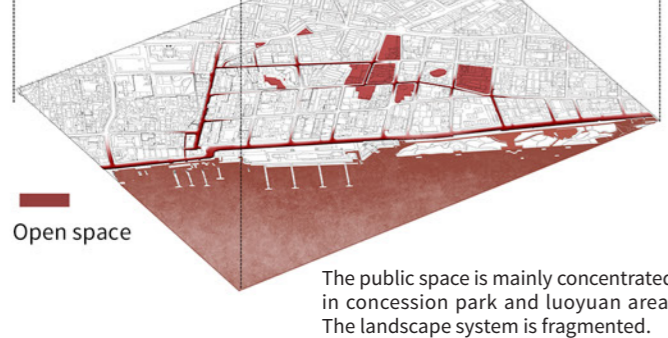 Open space
The public space is mainly concentrated
in concession park and luoyuan area
The landscape system is fragmented.